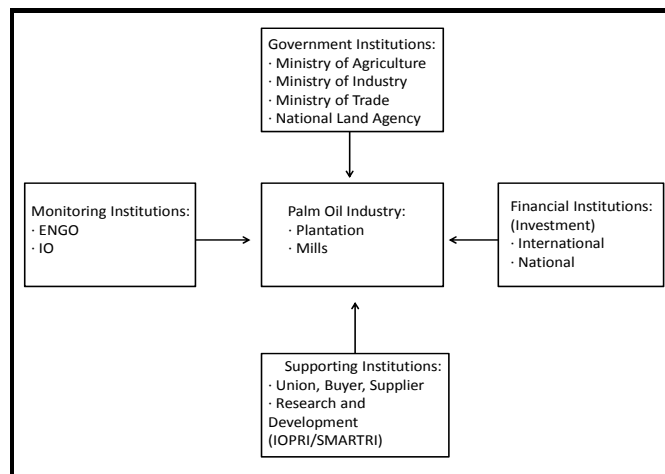 Government Institutions:
· Ministry of Agriculture
· Ministry of Industry
· Ministry of Trade
· National Land Agency
Monitoring Institutions:
· ENGO
· IO
Palm Oil Industry:
· Plantation
· Mills
Financial Institutions:
(Investment)
· International
· National
Supporting Institutions:
· Union, Buyer, Supplier
· Research and
Development
(IOPRI/SMARTRI)